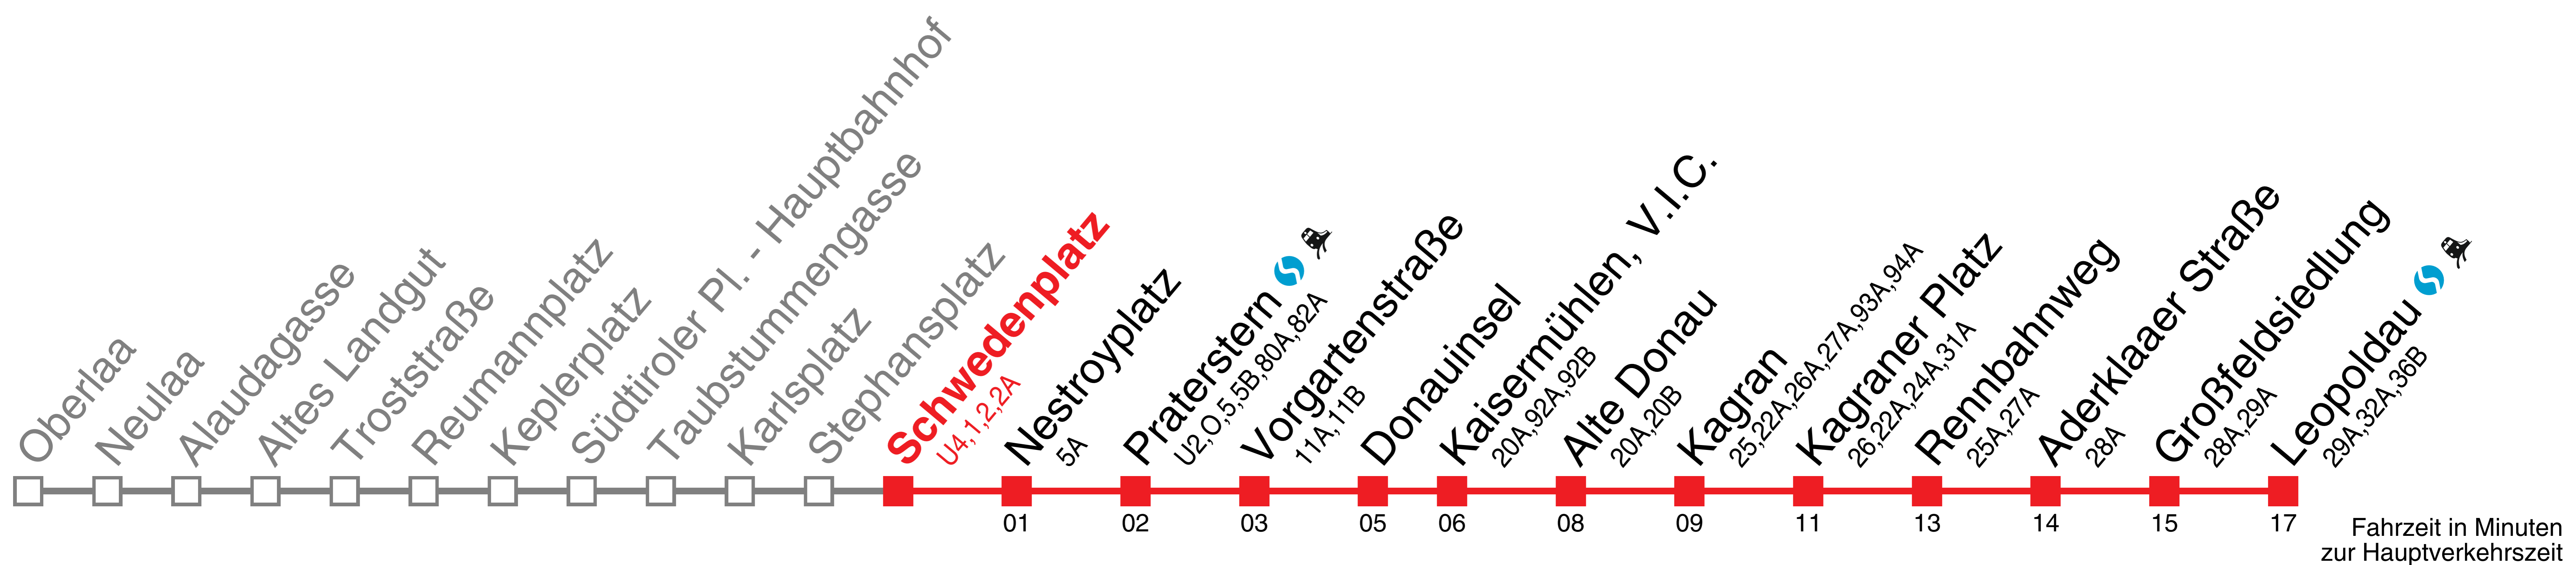 Oberlaa
Neulaa
Alaudagasse
Altes Landgut
Troststraße
Reumannplatz
Keplerplatz
Südtiroler Pl. - Hauptbahnhof
Taubstummengasse
Karlsplatz
Stephansplatz
Schwedenplatz
U4,1,2,2A
Nestroyplatz
5A
01
Praterstern
U2,O,5,5B,80A,82A
02
Vorgartenstraße
11A,11B
03
Donauinsel
05
Kaisermühlen, V.I.C.
20A,92A,92B
06
Alte Donau
20A,20B
08
Kagran
25,22A,26A,27A,93A,94A
09
Kagraner Platz
26,22A,24A,31A
11
Rennbahnweg
25A,27A
13
Aderklaaer Straße
28A
14
Großfeldsiedlung
28A,29A
15
Leopoldau
29A,32A,36B
17
Fahrzeit in Minuten
zur Hauptverkehrszeit